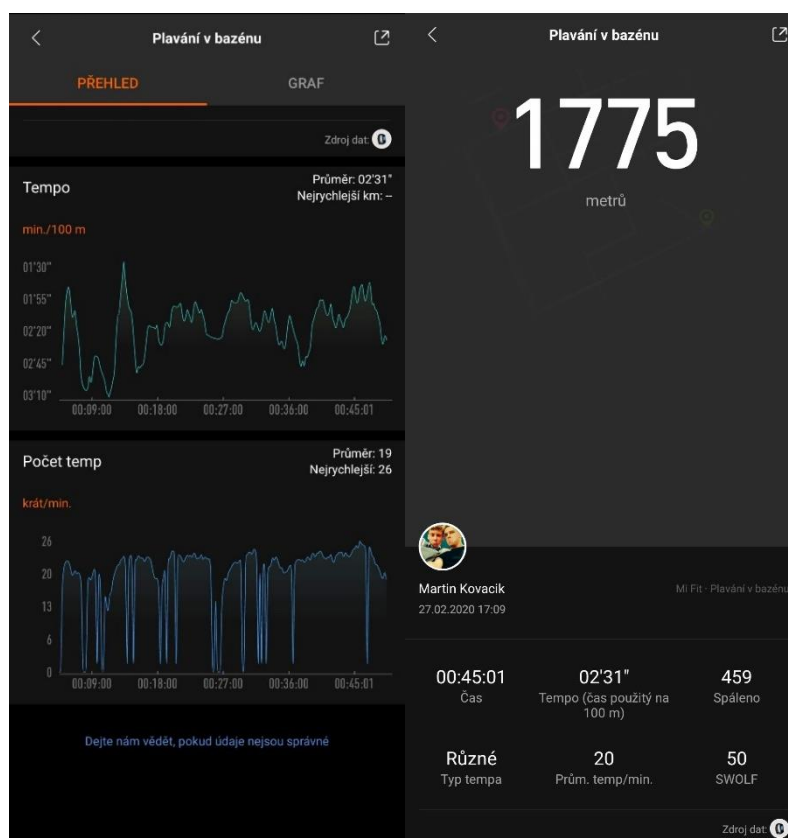 Plavání v bazénu
PŘEHLED GRAF
Zdroj dat:
Tempo
Průměr: 02'31"
Nejrychlejší km: --
min./100 m
01'30"
01'55"
02'20"
02'45"
03'10"
00:09:00 00:18:00 00:27:00 00:36:00 00:45:01
Počet temp
Průměr: 19
Nejrychlejší: 26
krát/min.
26
20
13
6
0
00:09:00 00:18:00 00:27:00 00:36:00 00:45:01
Dejte nám vědět, pokud údaje nejsou správné
Plavání v bazénu
1775
metrů
Martin Kovacik
27.02.2020 17:09
Mi Fit - Plavání v bazénu
00:45:01
Čas
02'31"
Tempo (čas použitý na
100 m)
459
Spáleno
Různé
Typ tempa
20
Prům. temp/min.
50
SWOLF
Zdroj dat: